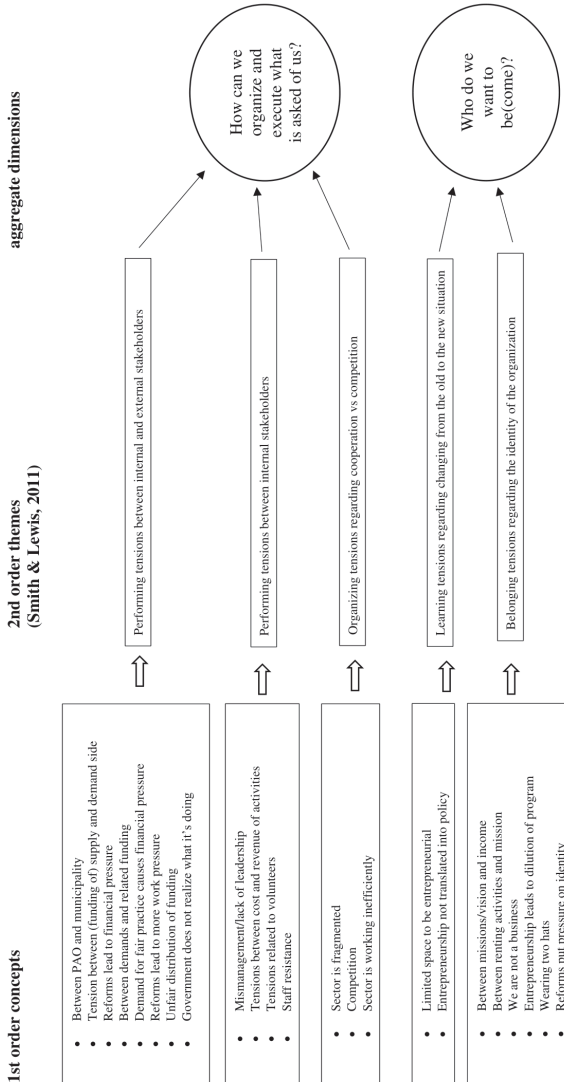 1st order concepts
2nd order themes
(Smith & Lewis, 2011)
aggregate dimensions
• Between PAO and municipality
• Tension between (funding of) supply and demand side
• Reforms lead to financial pressure
• Between demands and related funding
• Demand for fair practice causes financial pressure
• Reforms lead to more work pressure
• Unfair distribution of funding
• Government does not realize what it's doing
Performing tensions between internal and external stakeholders
• Mismanagement/lack of leadership
• Tensions between cost and revenue of activities
• Tensions related to volunteers
• Staff resistance
Performing tensions between internal stakeholders
• Sector is fragmented
• Competition
• Sector is working inefficiently
Organizing tensions regarding cooperation vs competition
How can we
organize and
execute what
is asked of us?
• Limited space to be entrepreneurial
• Entrepreneurship not translated into policy
Learning tensions regarding changing from the old to the new situation
• Between missions/vision and income
• Between renting activities and mission
• We are not a business
• Entrepreneurship leads to dilution of program
• Wearing two hats
• Reforms put pressure on identity
Belonging tensions regarding the identity of the organization
Who do we
want to
be(come)?